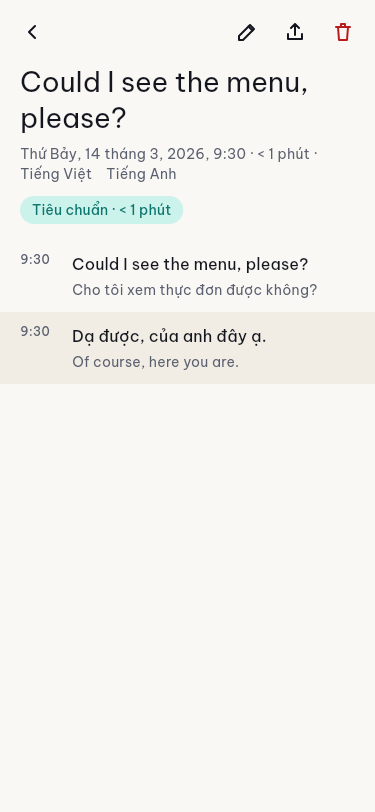 Could I see the menu,
please?
Thứ Bảy, 14 tháng 3, 2026, 9:30 · < 1 phút ·
Tiếng Việt Tiếng Anh
Tiêu chuẩn · < 1 phút
9:30 Could I see the menu, please?
Cho tôi xem thực đơn được không?
9:30 Dạ được, của anh đây ạ.
Of course, here you are.